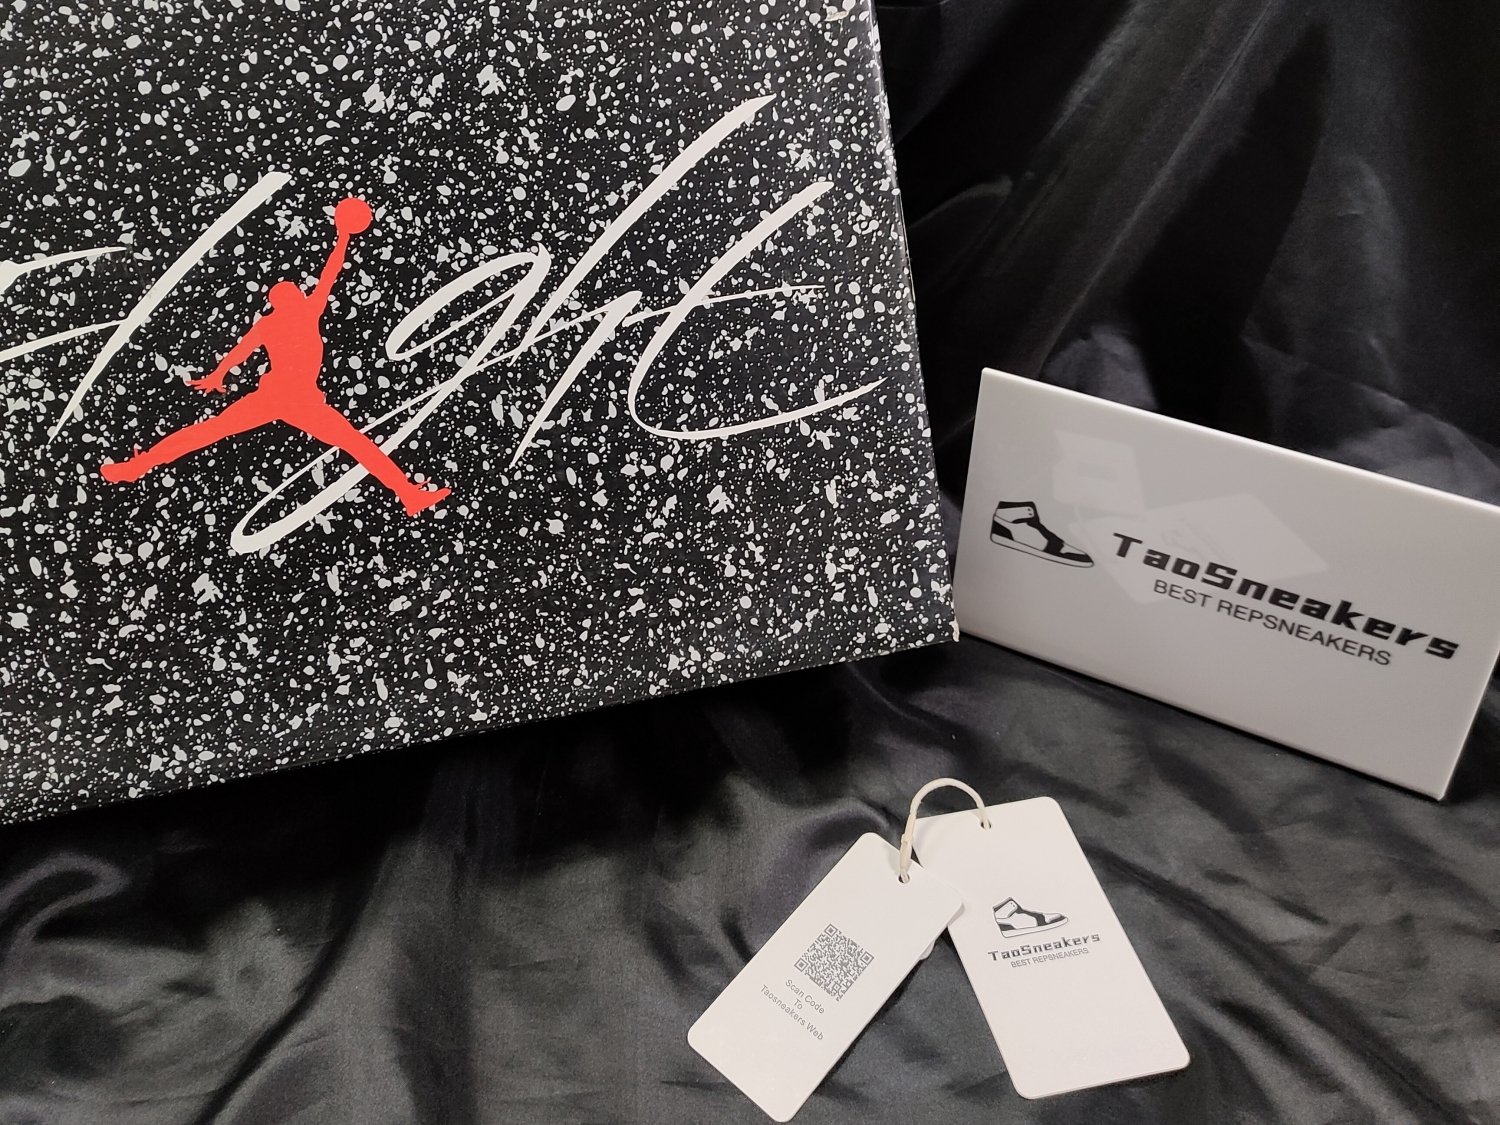 Flight
TaoSneakers
BEST REPSNEAKERS
Scan Code
To
Taosneakers Web
TaoSneakers
BEST REPSNEAKERS